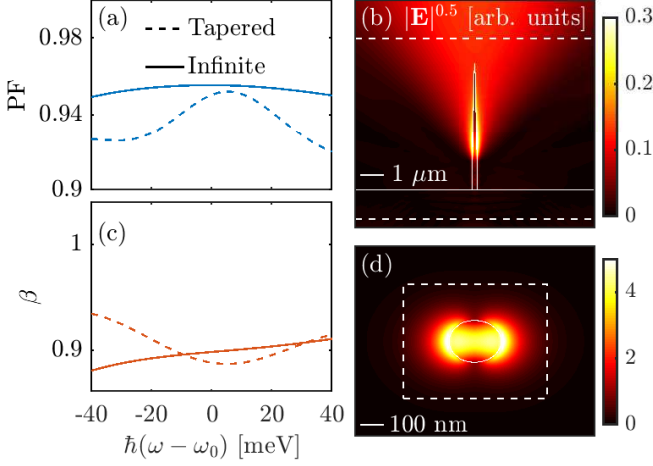 (a)
Tapered
Infinite
PF
0.98
0.94
0.9
(b)
|E|^0.5 [arb. units]
1 μm
0.3
0.2
0.1
0
(c)
β
1
0.9
-40
-20
0
20
40
ħ(ω − ω₀) [meV]
(d)
100 nm
4
2
0